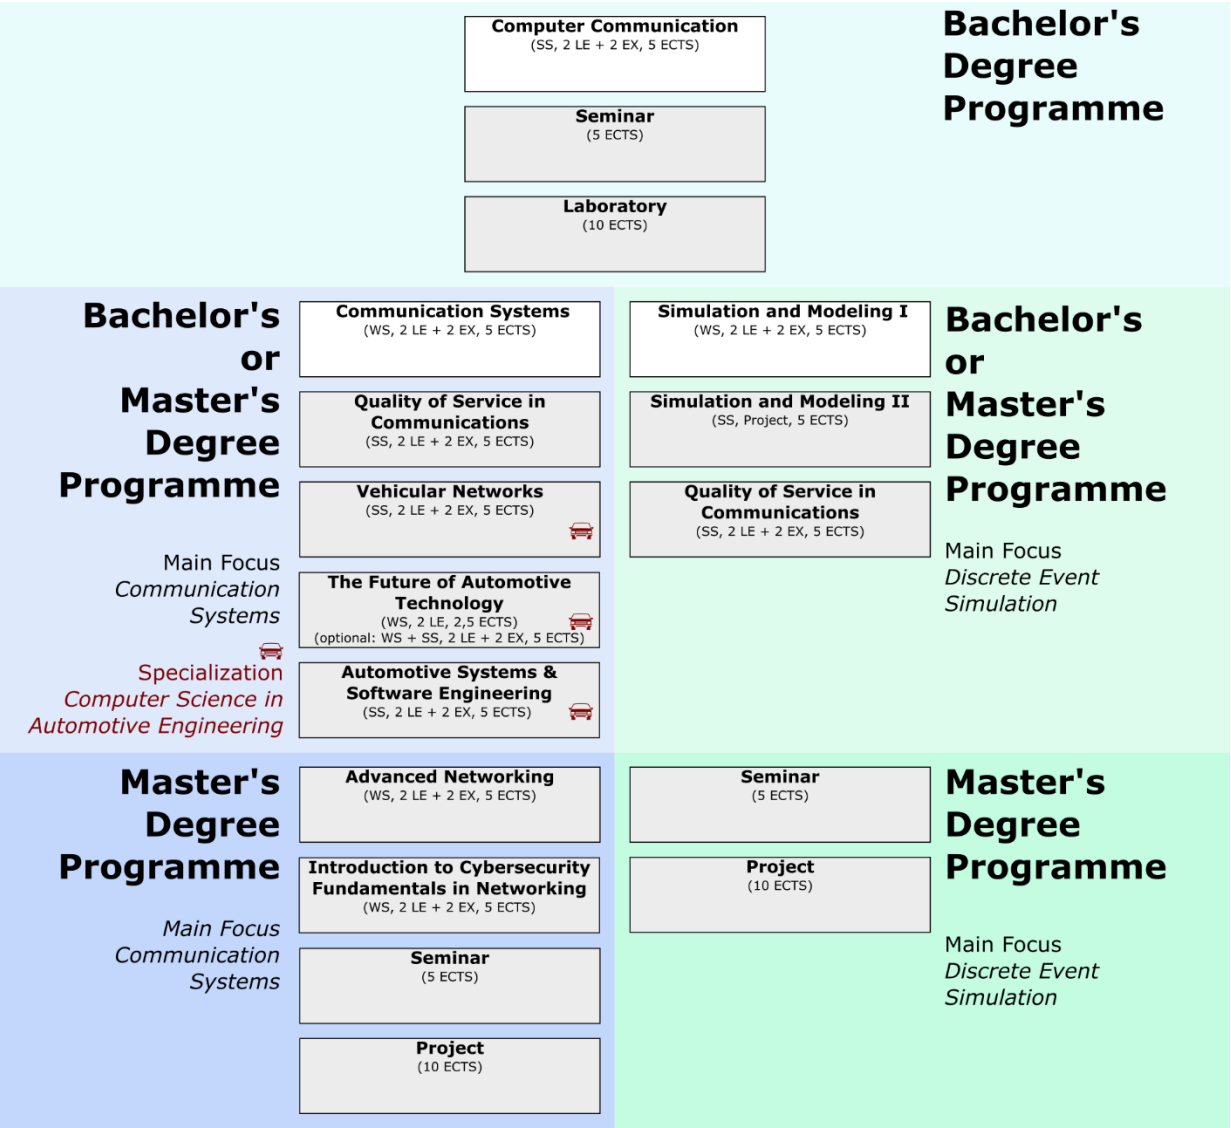 Computer Communication
(SS, 2 LE + 2 EX, 5 ECTS)
Seminar
(5 ECTS)
Laboratory
(10 ECTS)
Bachelor's
Degree
Programme
Bachelor's
or
Master's
Degree
Programme
Main Focus
Communication
Systems
Specialization
Computer Science in
Automotive Engineering
Communication Systems
(WS, 2 LE + 2 EX, 5 ECTS)
Quality of Service in
Communications
(SS, 2 LE + 2 EX, 5 ECTS)
Vehicular Networks
(SS, 2 LE + 2 EX, 5 ECTS)
The Future of Automotive
Technology
(WS, 2 LE, 2,5 ECTS)
(optional: WS + SS, 2 LE + 2 EX, 5 ECTS)
Automotive Systems &
Software Engineering
(SS, 2 LE + 2 EX, 5 ECTS)
Simulation and Modeling I
(WS, 2 LE + 2 EX, 5 ECTS)
Simulation and Modeling II
(SS, Project, 5 ECTS)
Quality of Service in
Communications
(SS, 2 LE + 2 EX, 5 ECTS)
Bachelor's
or
Master's
Degree
Programme
Main Focus
Discrete Event
Simulation
Master's
Degree
Programme
Main Focus
Communication
Systems
Advanced Networking
(WS, 2 LE + 2 EX, 5 ECTS)
Introduction to Cybersecurity
Fundamentals in Networking
(WS, 2 LE + 2 EX, 5 ECTS)
Seminar
(5 ECTS)
Project
(10 ECTS)
Seminar
(5 ECTS)
Project
(10 ECTS)
Master's
Degree
Programme
Main Focus
Discrete Event
Simulation